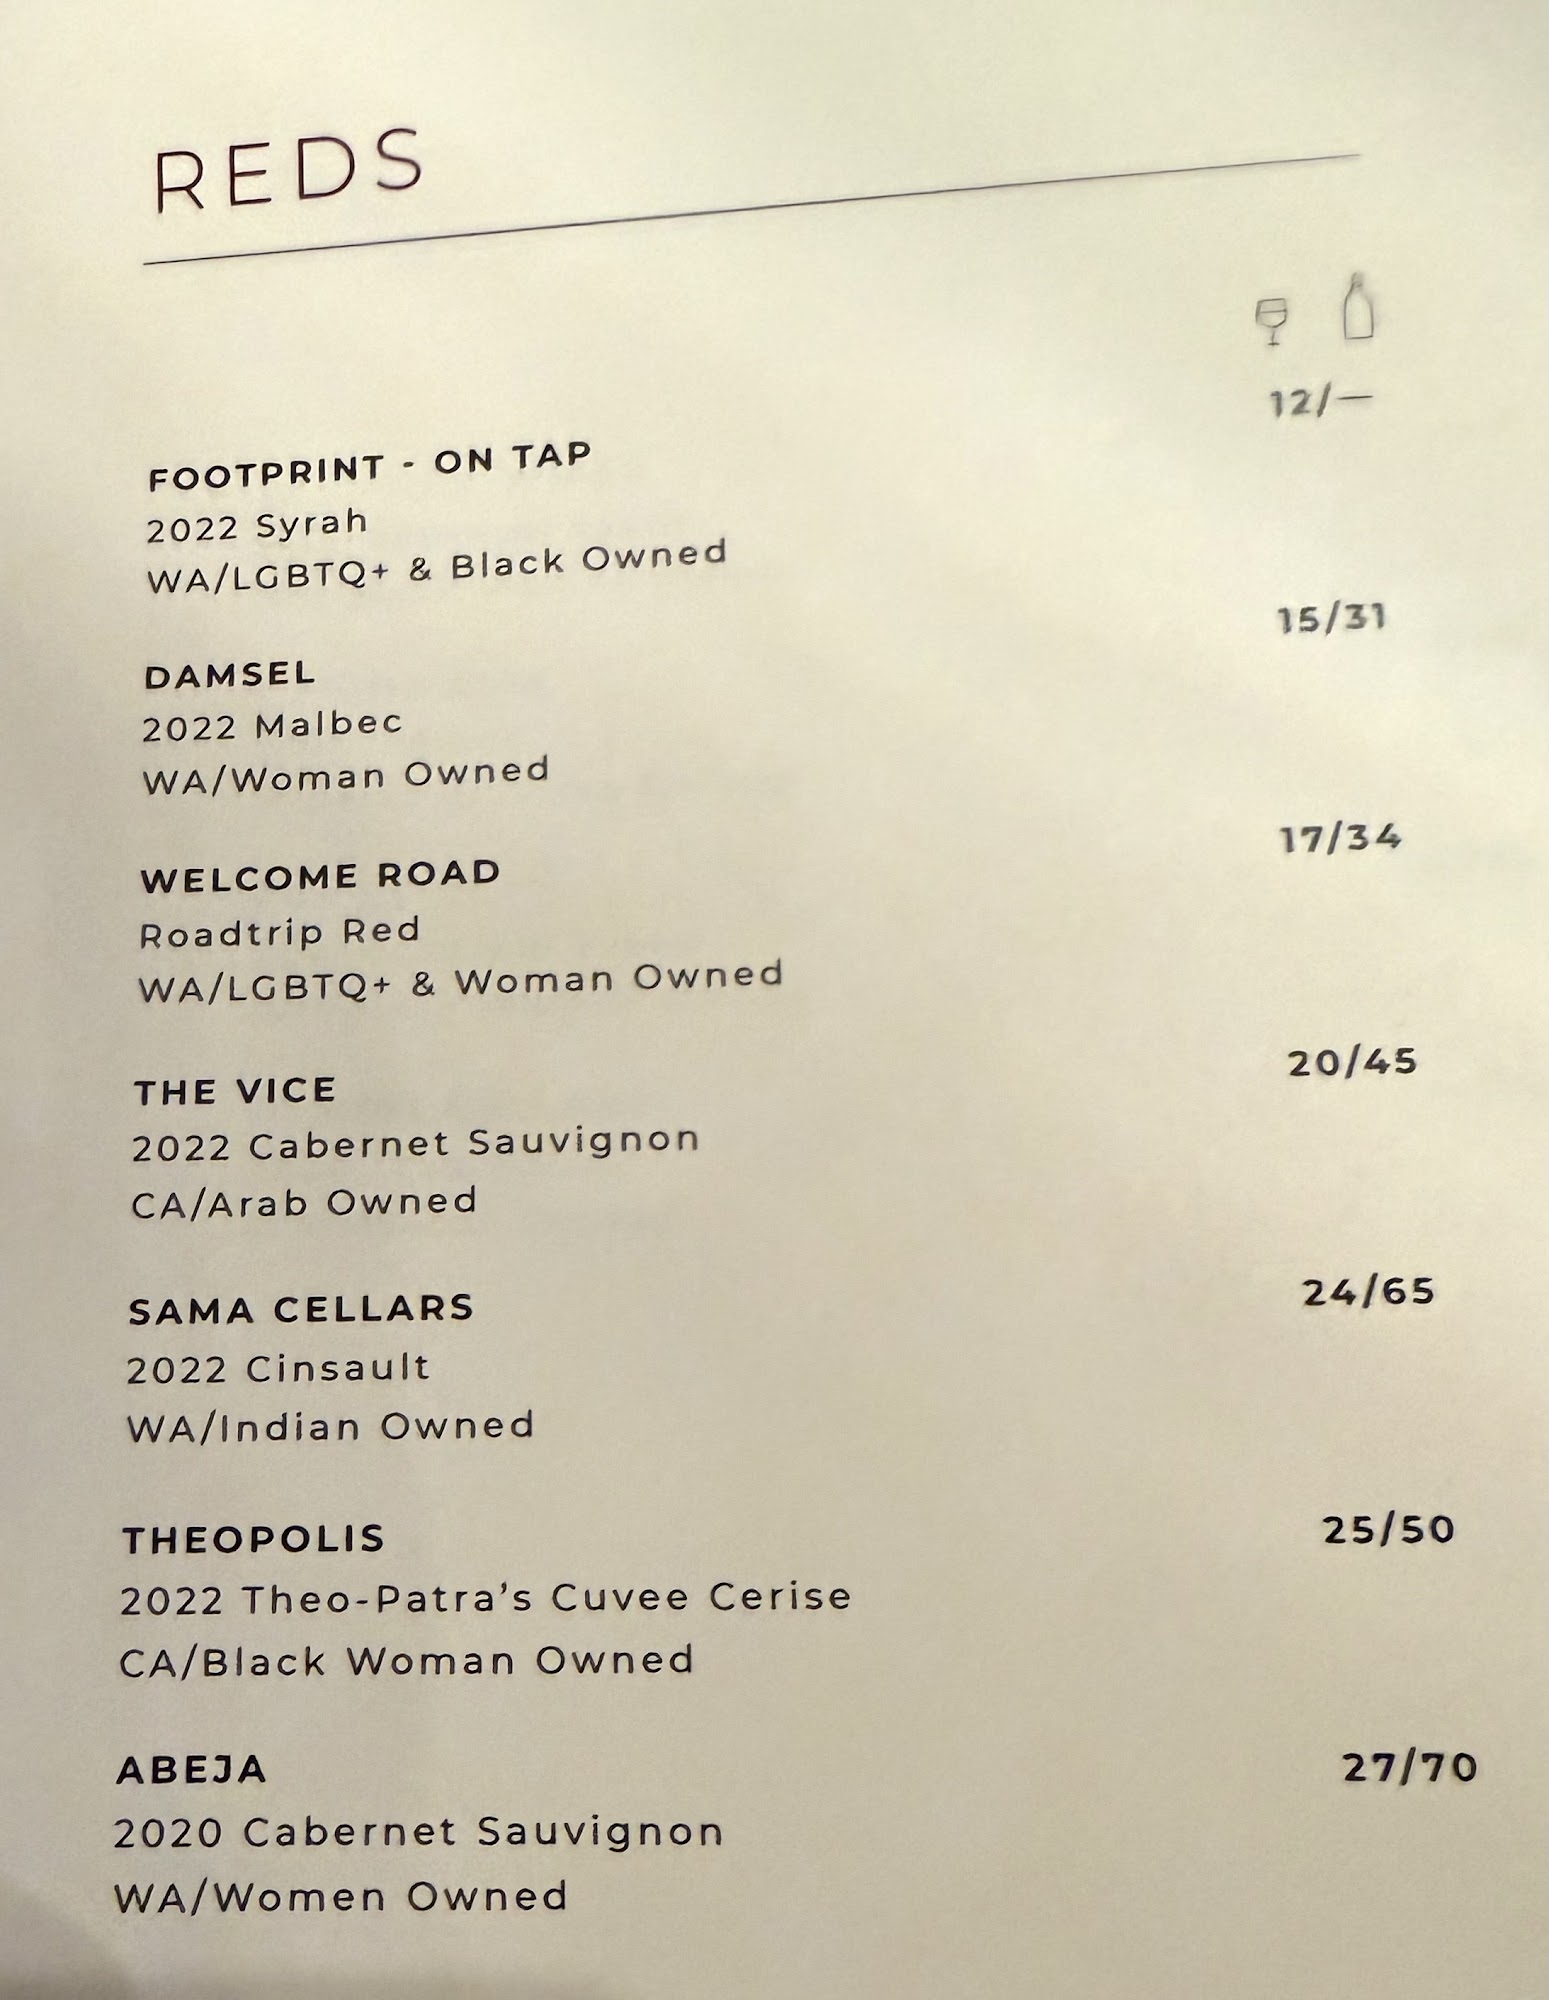 REDS
12/—
FOOTPRINT - ON TAP
2022 Syrah
WA/LGBTQ+ & Black Owned
15/31
DAMSEL
2022 Malbec
WA/Woman Owned
17/34
WELCOME ROAD
Roadtrip Red
WA/LGBTQ+ & Woman Owned
20/45
THE VICE
2022 Cabernet Sauvignon
CA/Arab Owned
24/65
SAMA CELLARS
2022 Cinsault
WA/Indian Owned
25/50
THEOPOLIS
2022 Theo-Patra's Cuvee Cerise
CA/Black Woman Owned
27/70
ABEJA
2020 Cabernet Sauvignon
WA/Women Owned